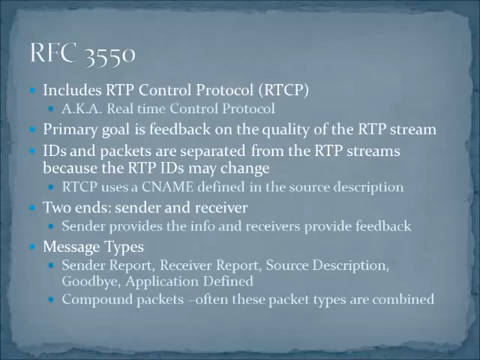 RFC 3550
Includes RTP Control Protocol (RTCP)
A.K.A. Real time Control Protocol
Primary goal is feedback on the quality of the RTP stream
IDs and packets are separated from the RTP streams
because the RTP IDs may change
RTCP uses a CNAME defined in the source description
Two ends: sender and receiver
Sender provides the info and receivers provide feedback
Message Types
Sender Report, Receiver Report, Source Description,
Goodbye, Application Defined
Compound packets –often these packet types are combined